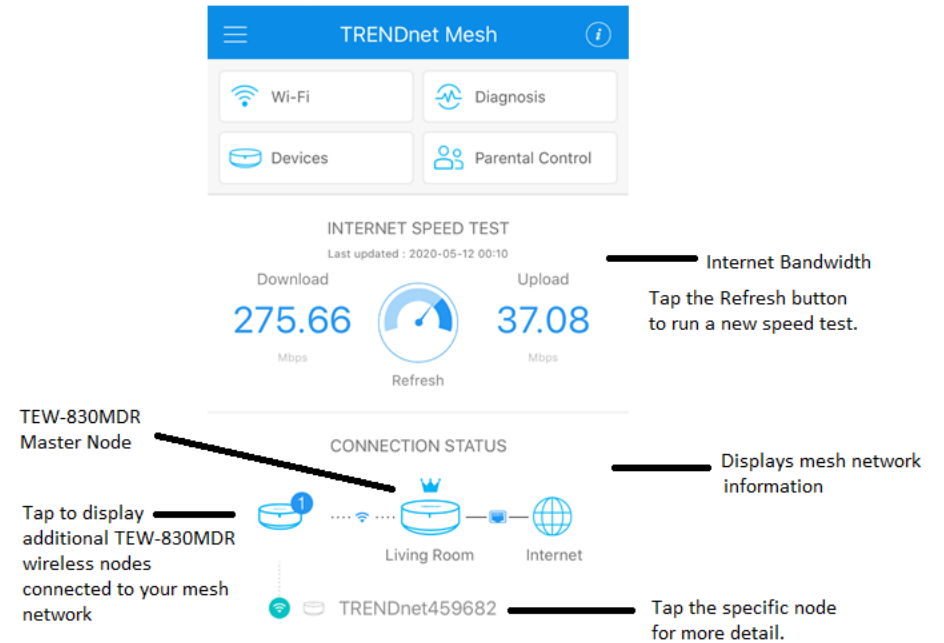 TRENDnet Mesh
i
Wi-Fi
Diagnosis
Devices
Parental Control
INTERNET SPEED TEST
Last updated : 2020-05-12 00:10
Download
Upload
275.66
37.08
Mbps
Mbps
Refresh
Internet Bandwidth
Tap the Refresh button
to run a new speed test.
TEW-830MDR
Master Node
CONNECTION STATUS
Displays mesh network
information
1
Tap to display
additional TEW-830MDR
wireless nodes
connected to your mesh
network
Living Room
Internet
TRENDnet459682
Tap the specific node
for more detail.